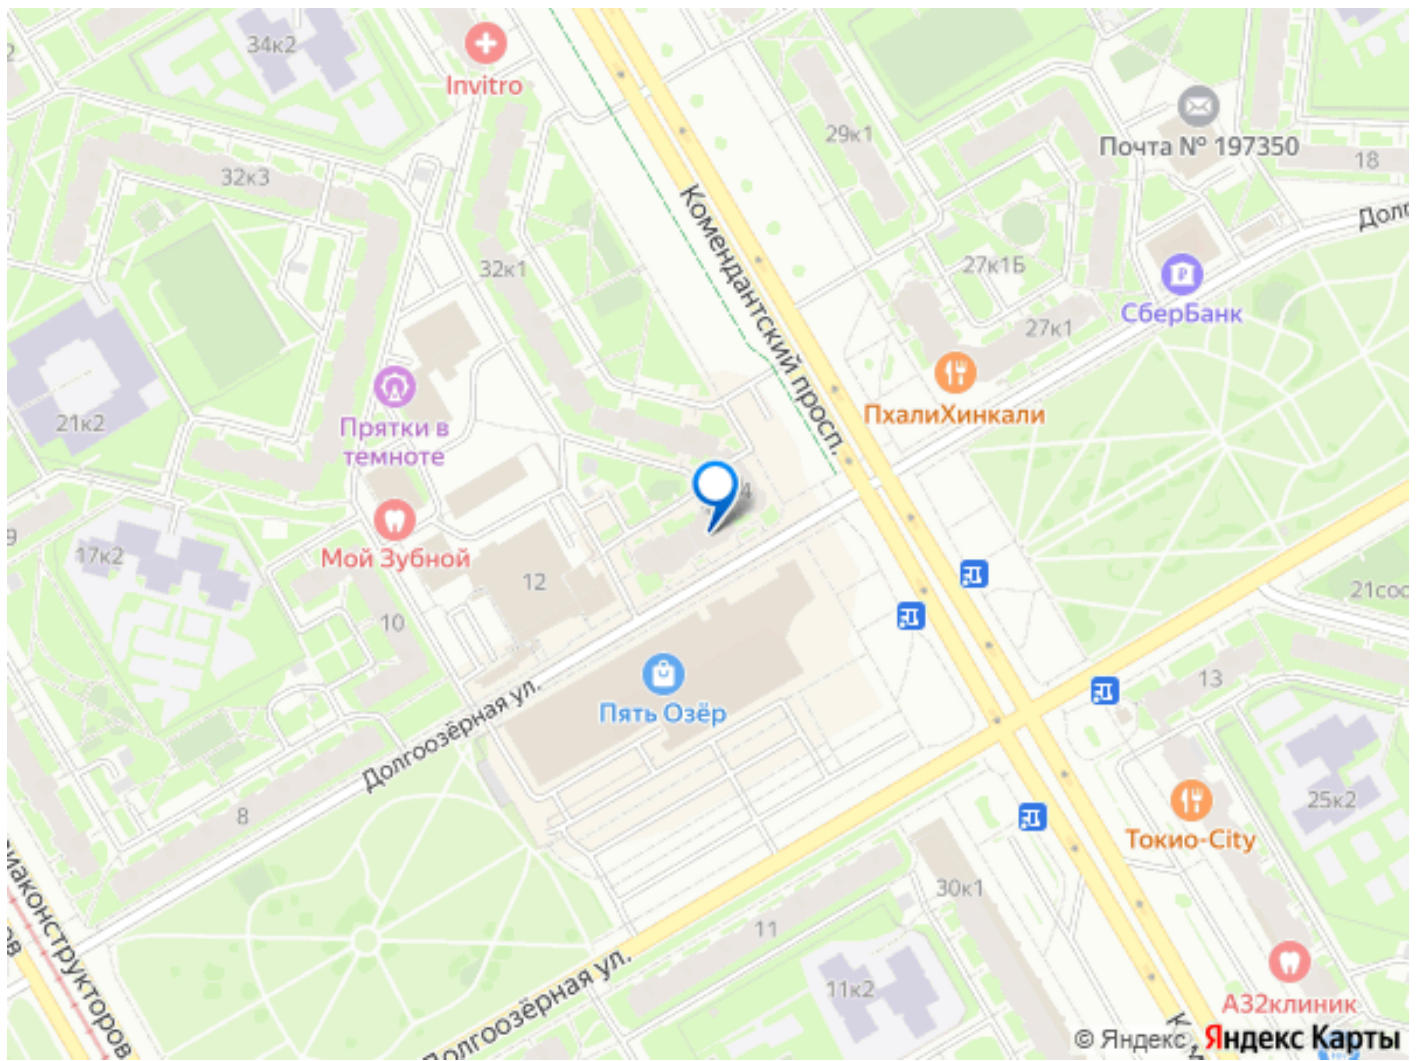 34к2
Invitro
29к1
Почта № 197350
18
32к3
Комендантский просп.
32к1
27к1Б
СберБанк
27к1
ПхалиХинкали
21к2
Прятки в
темноте
4
Мой Зубной
17к2
12
10
9
Пять Озёр
Долгоозёрная ул.
13
8
25к2
Токио-City
30к1
11
11к2
Долгоозёрная ул.
А32клиник
© Яндекс Яндекс Карты